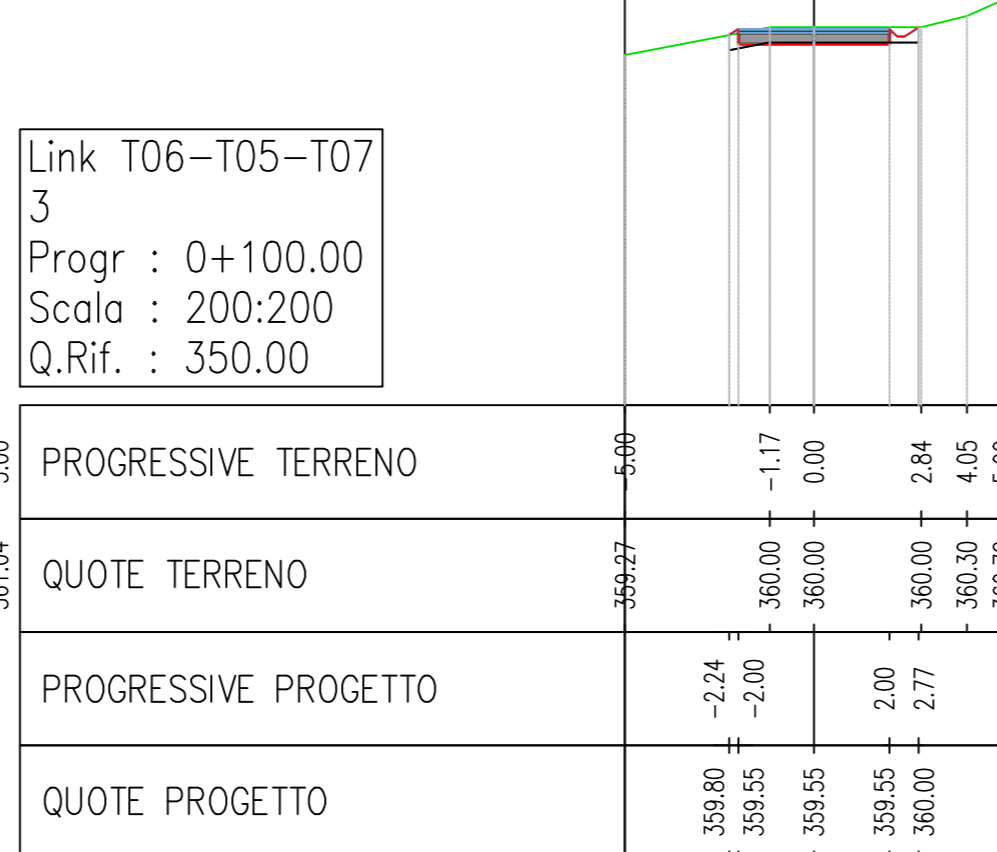 Link T06-T05-T07
3
Progr : 0+100.00
Scala : 200:200
Q.Rif. : 350.00
PROGRESSIVE TERRENO -5.00 -1.17 0.00 2.84 4.05
QUOTE TERRENO 359.27 360.00 360.00 360.00 360.30
PROGRESSIVE PROGETTO -2.24 -2.00 2.00 2.77
QUOTE PROGETTO 359.80 359.55 359.55 359.55 360.00